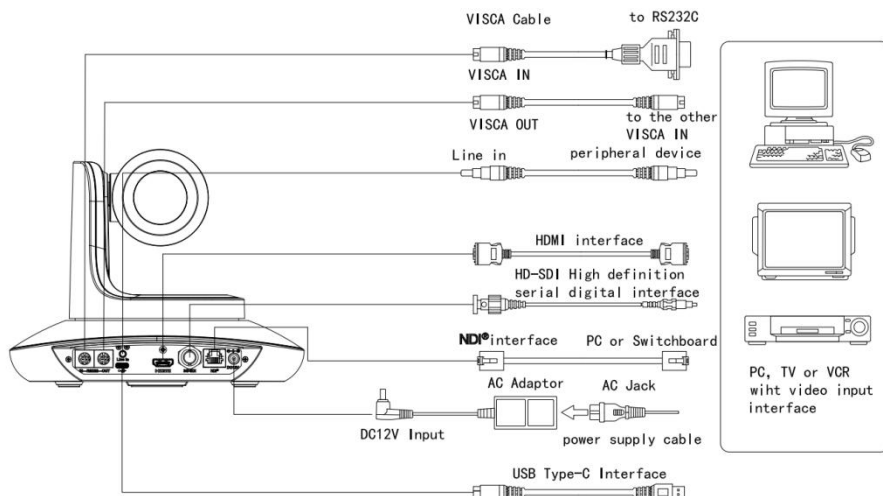 VISCA Cable
to RS232C
VISCA IN
VISCA OUT
to the other
VISCA IN
Line in
peripheral device
HDMI interface
HD-SDI High definition
serial digital interface
NDI® interface
PC or Switchboard
AC Adaptor
AC Jack
DC12V Input
power supply cable
USB Type-C Interface
PC, TV or VCR
wiht video input
interface